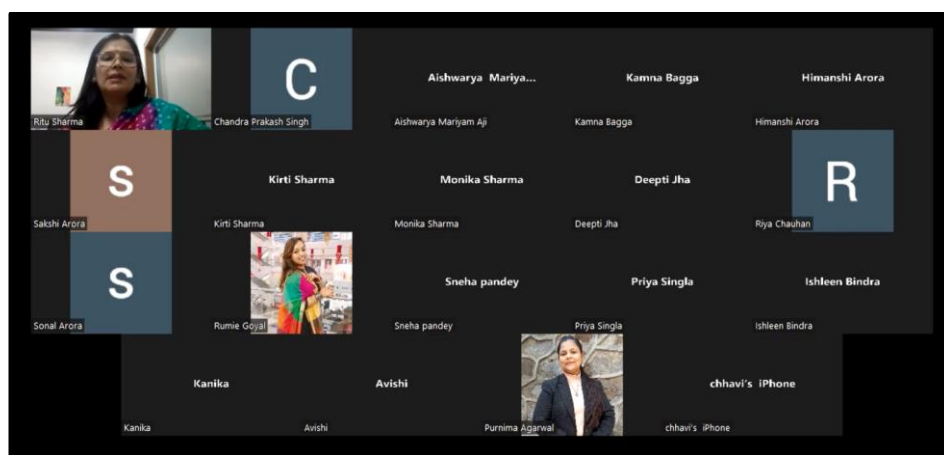 Ritu Sharma
C
Chandra Prakash Singh
Aishwarya Mariya...
Aishwarya Mariyam Aji
Kamna Bagga
Kamna Bagga
Himanshi Arora
Himanshi Arora
S
Sakshi Arora
Kirti Sharma
Kirti Sharma
Monika Sharma
Monika Sharma
Deepti Jha
Deepti Jha
R
Riya Chauhan
S
Sonal Arora
Rumie Goyal
Sneha pandey
Sneha pandey
Priya Singla
Priya Singla
Ishleen Bindra
Ishleen Bindra
Kanika
Kanika
Avishi
Avishi
Purnima Agarwal
chhavi's iPhone
chhavi's iPhone